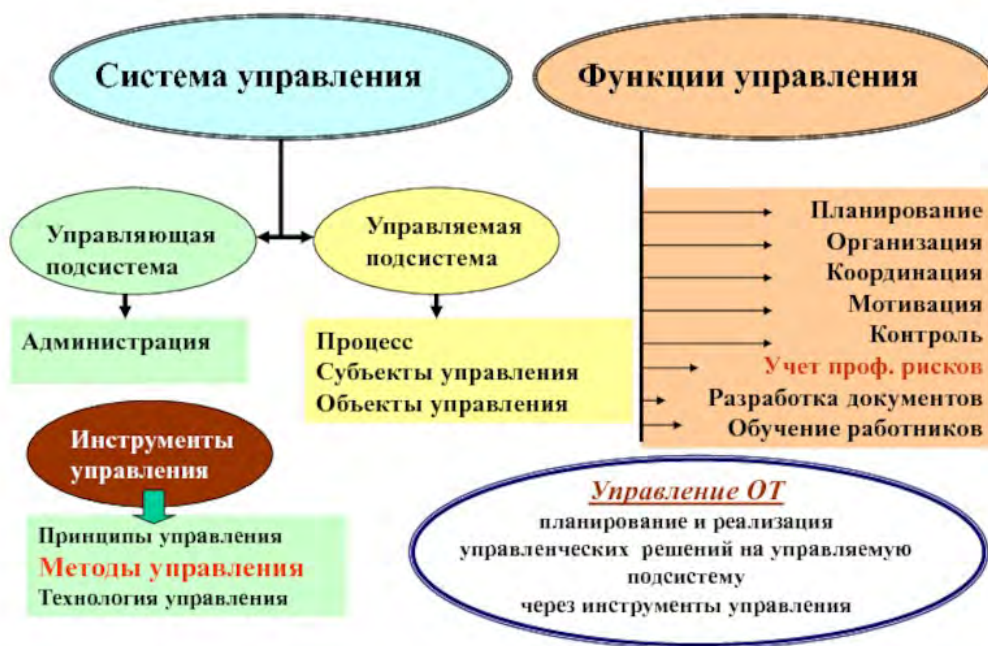 Система управления
Функции управления
Управляющая
подсистема
Управляемая
подсистема
Администрация
Процесс
Субъекты управления
Объекты управления
Планирование
Организация
Координация
Мотивация
Контроль
Учет проф. рисков
Разработка документов
Обучение работников
Инструменты
управления
Принципы управления
Методы управления
Технология управления
Управление ОТ
планирование и реализация
управленческих решений на управляемую
подсистему
через инструменты управления